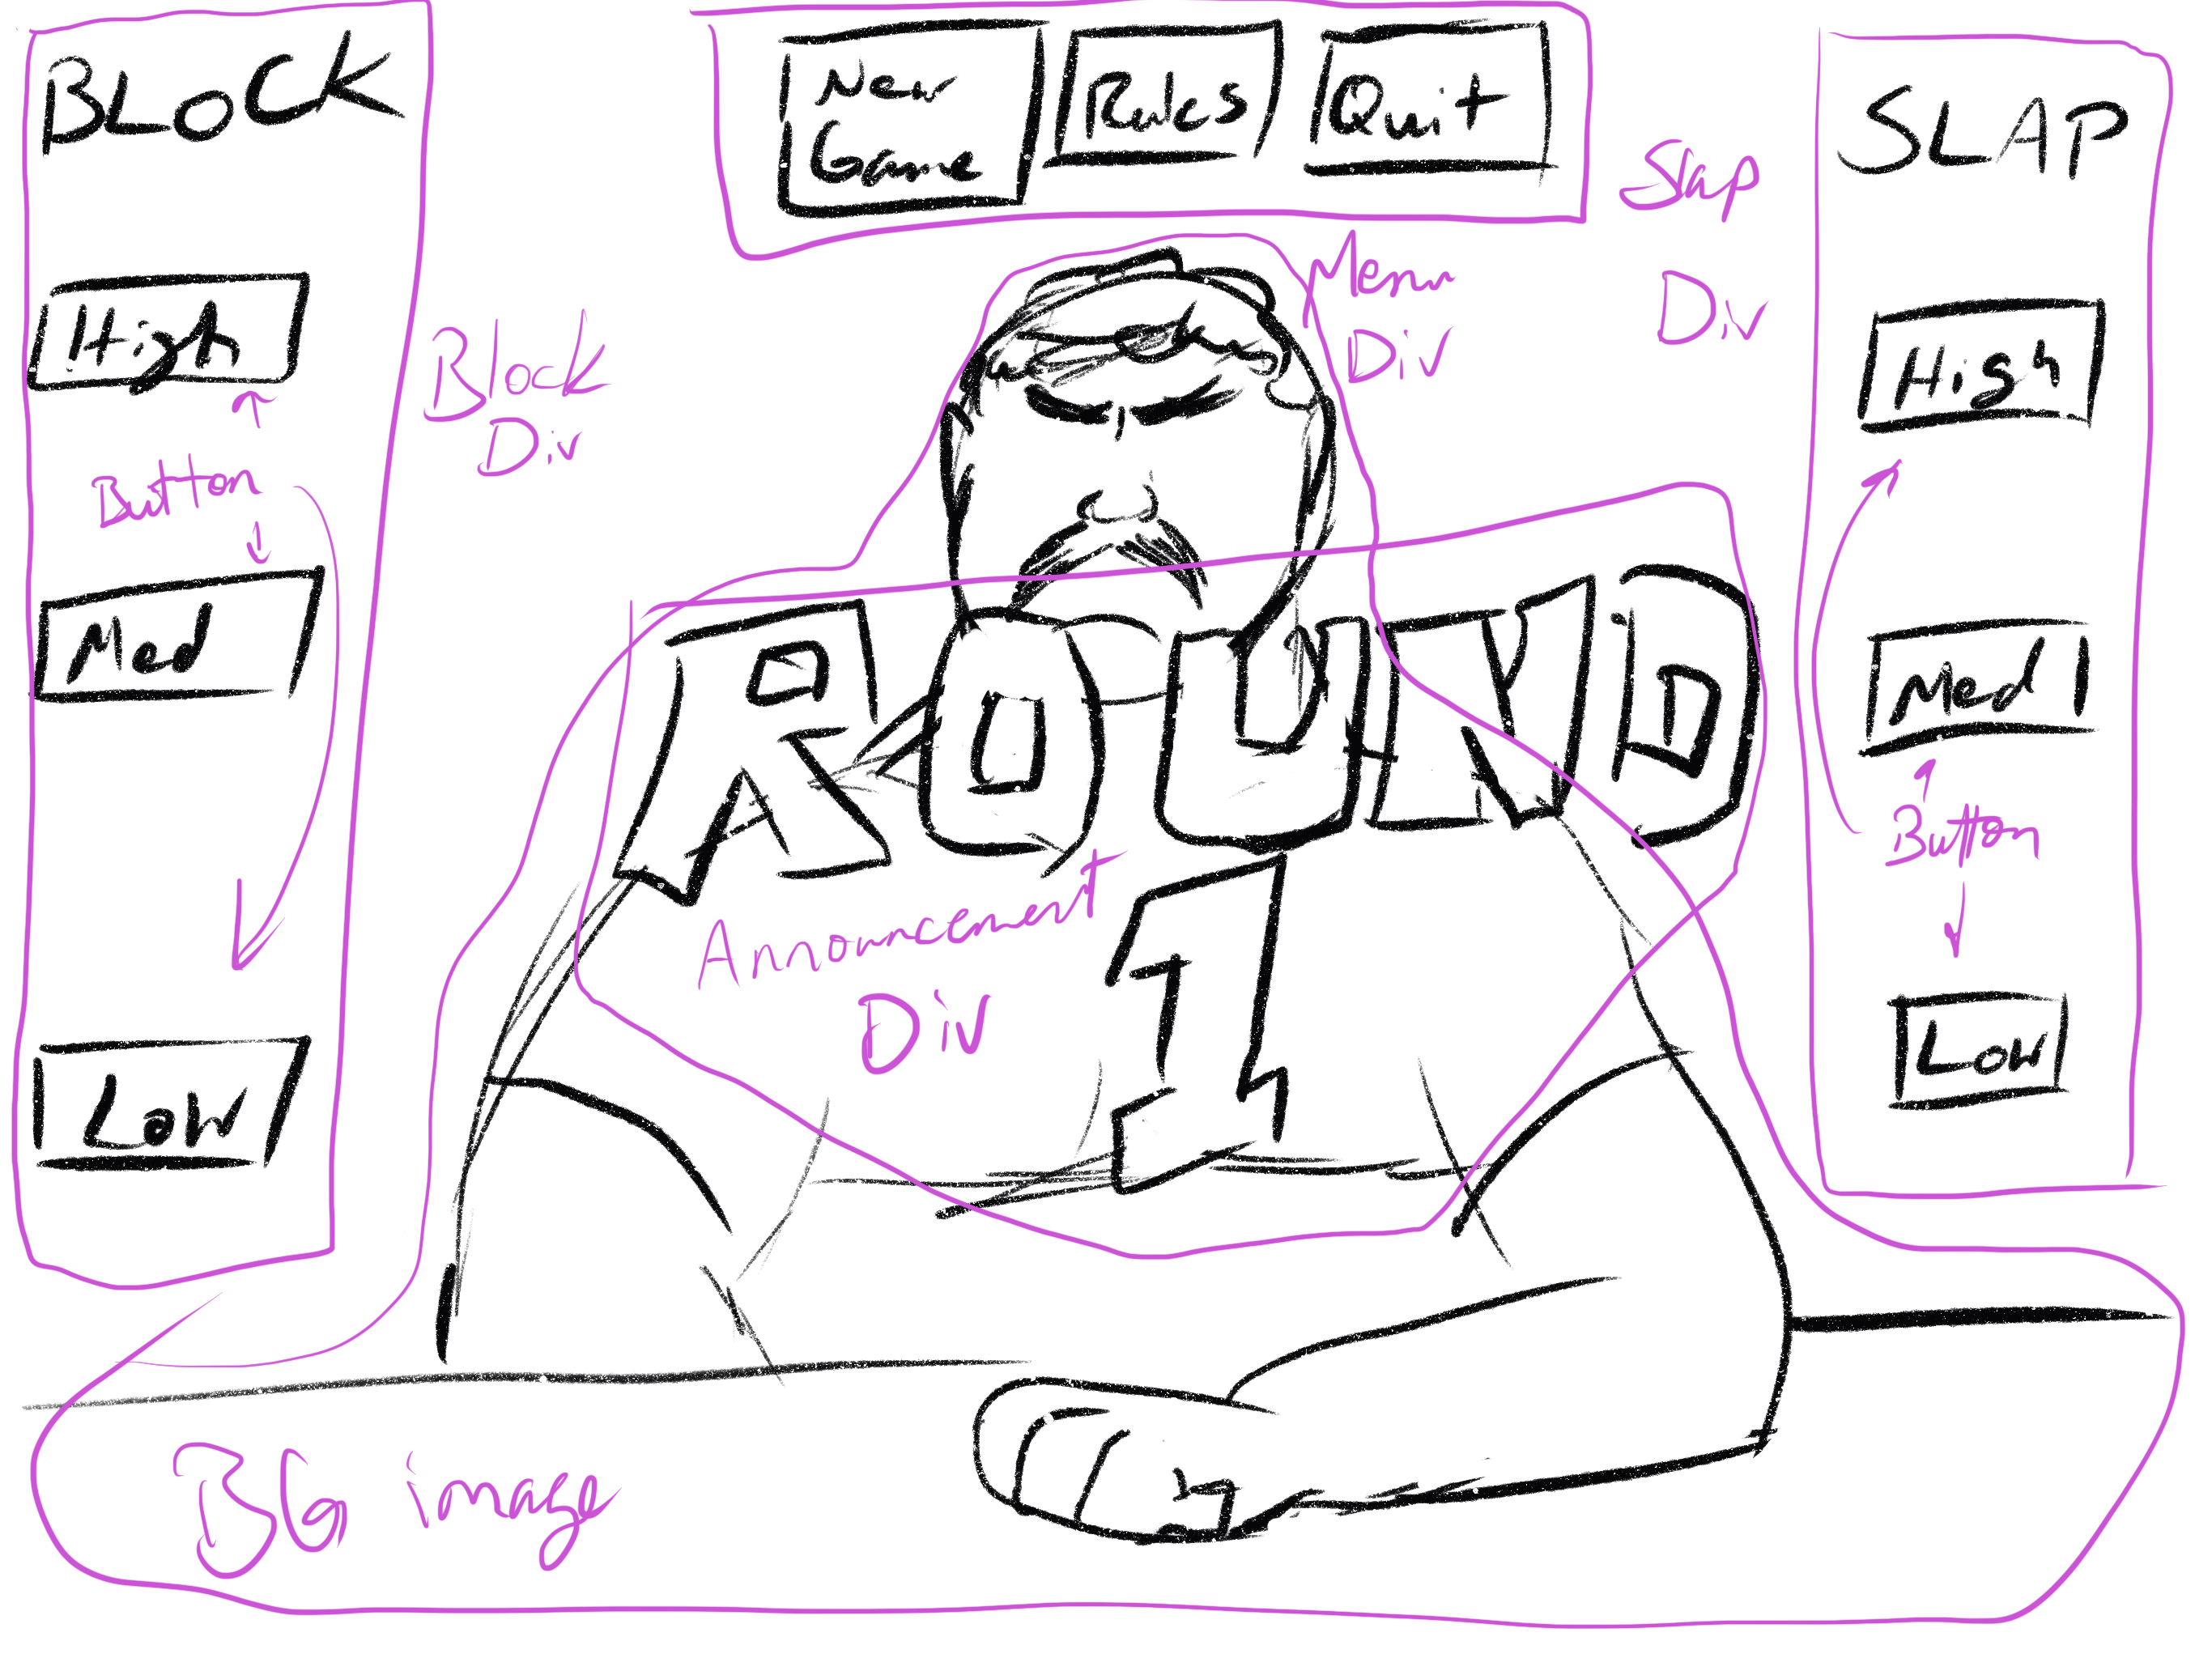 BLOCK
High
Button
Med
Low
Block
Div
New
Game
Rules
Quit
Menu
Div
ROUND
1
Announcement
Div
Slap
Div
SLAP
High
Med
Button
Low
BG image